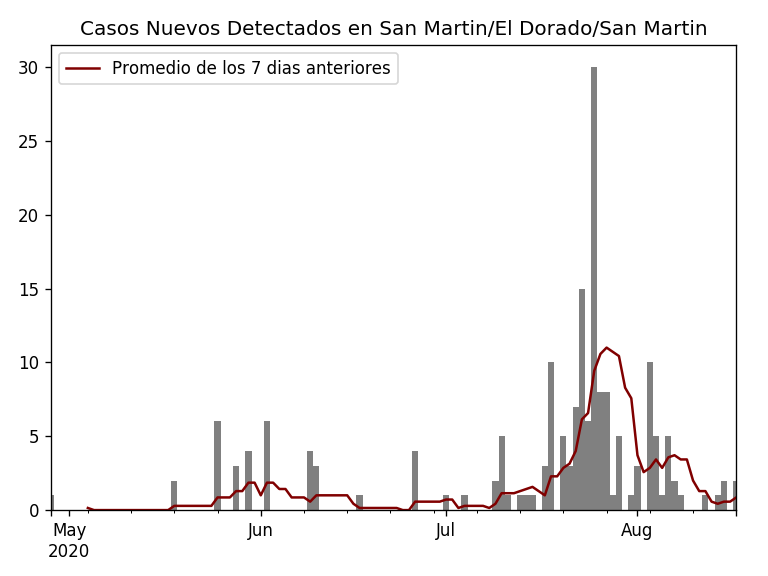 Casos Nuevos Detectados en San Martin/El Dorado/San Martin
Promedio de los 7 dias anteriores
30
25
20
15
10
5
0
May
2020
Jun
Jul
Aug